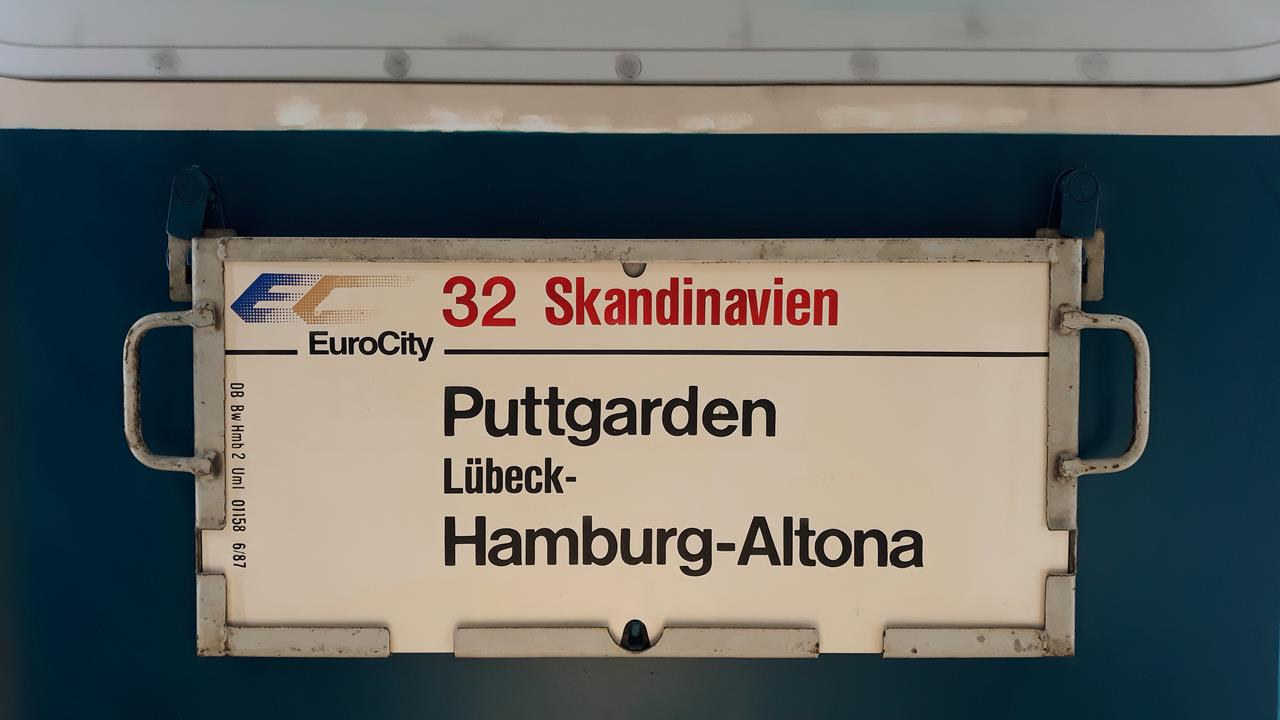 EC 32 Skandinavien
EuroCity
Puttgarden
Lübeck-
Hamburg-Altona
DB Bw Hmb 2 Uml 01158 6/87